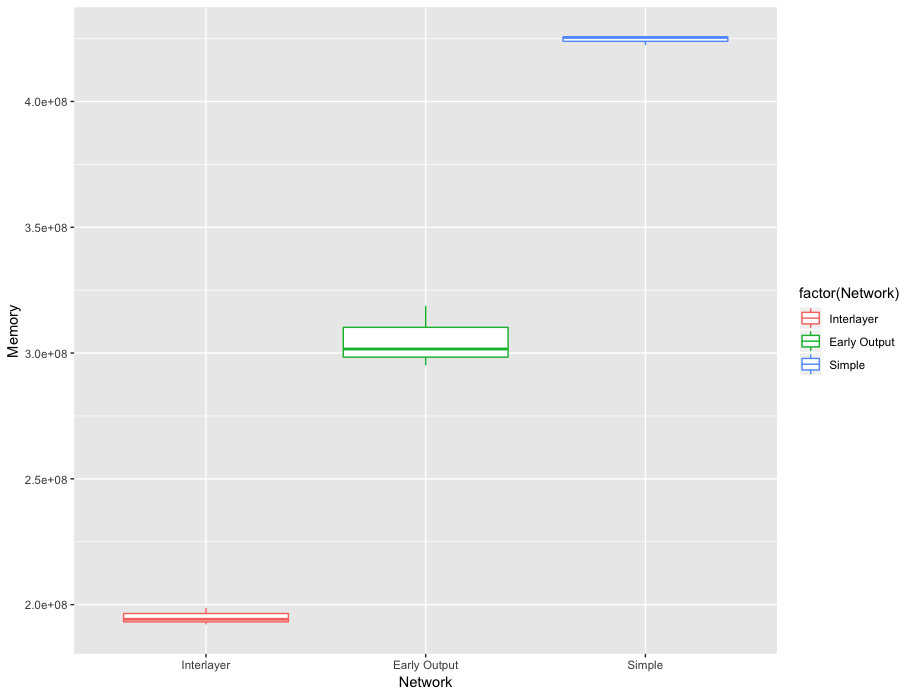 4.0e+08
3.5e+08
3.0e+08
2.5e+08
2.0e+08
Memory
Interlayer
Early Output
Simple
Network
factor(Network)
Interlayer
Early Output
Simple